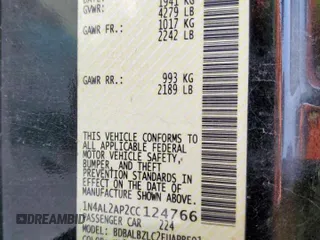 1941 KG
GVWR: 4279 LB
GAWR FR.: 1017 KG
2242 LB
GAWR RR.: 993 KG
2189 LB
THIS VEHICLE CONFORMS TO
ALL APPLICABLE FEDERAL
MOTOR VEHICLE SAFETY,
BUMPER, AND THEFT
PREVENTION STANDARDS
IN EFFECT ON THE DATE OF
MANUFACTURE SHOWN ABOVE.
1N4AL2AP2CC124766
PASSENGER CAR 224
DREAMBID